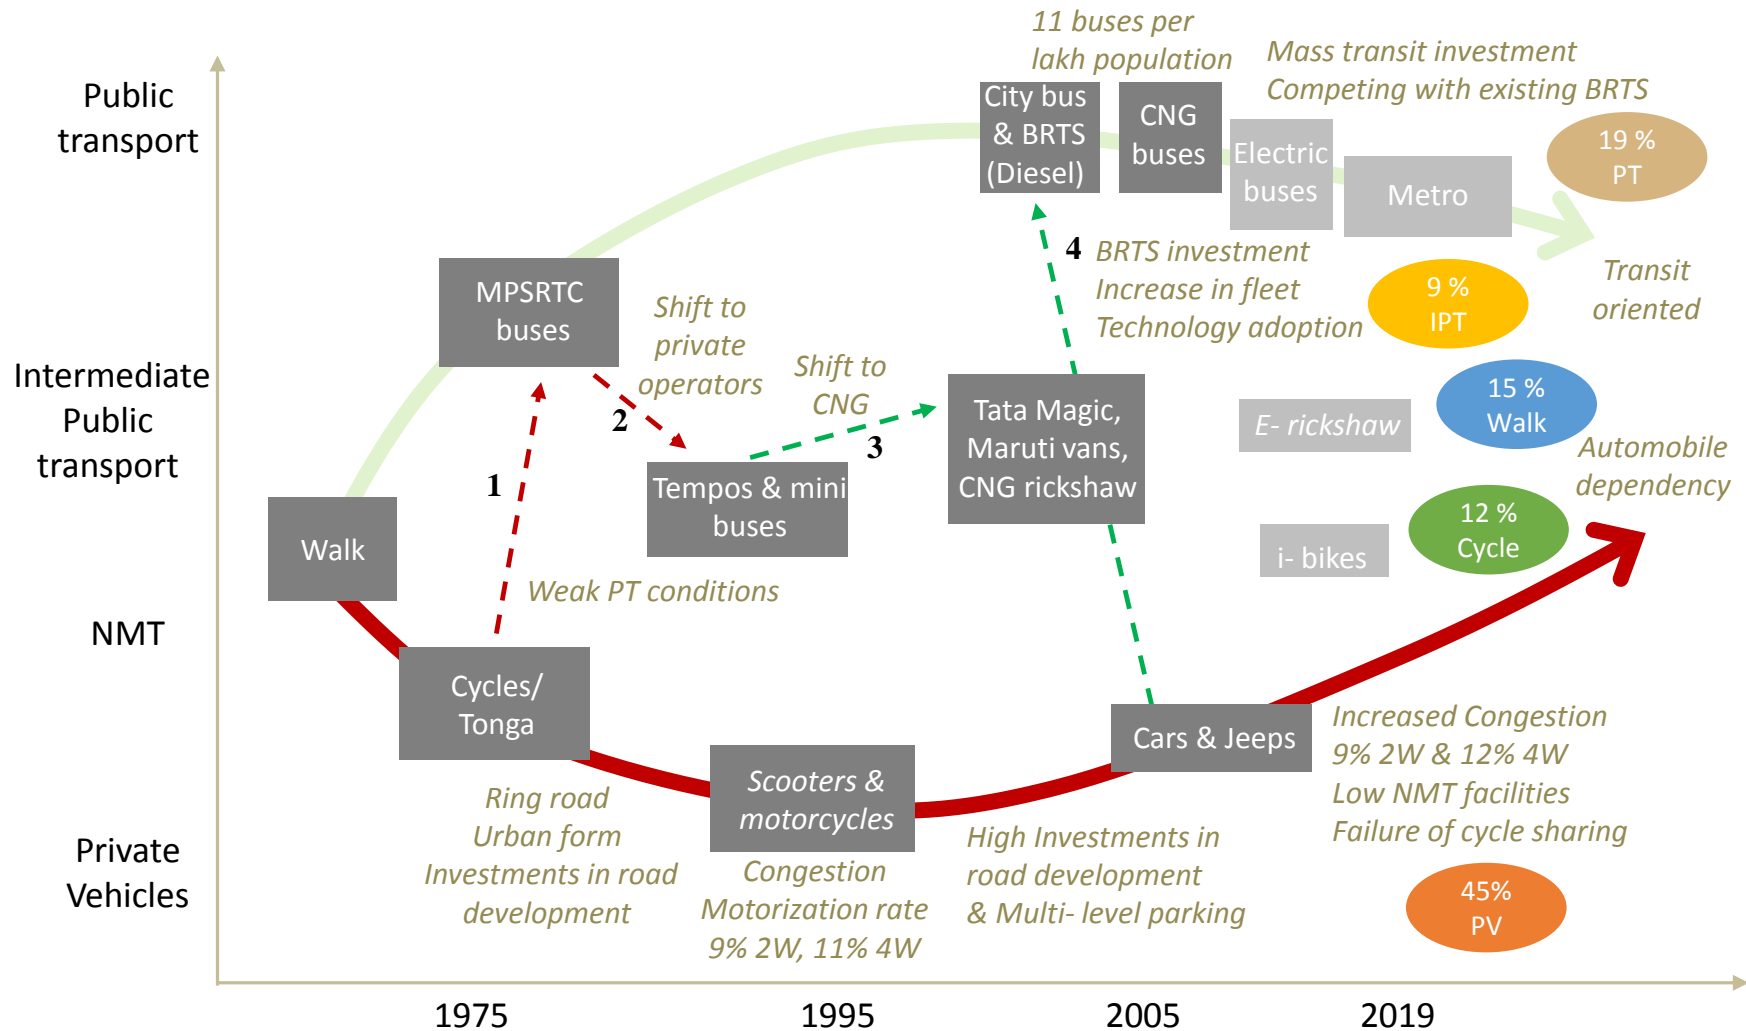 11 buses per
lakh population
Mass transit investment
Competing with existing BRTS
Public
transport
City bus
& BRTS
(Diesel)
CNG
buses
Electric
buses
Metro
19 %
PT
4
BRTS investment
Increase in fleet
Technology adoption
9 %
IPT
Transit
oriented
MPSRTC
buses
Shift to
private
operators
Shift to
CNG
Intermediate
Public
transport
1
2
3
Tempos & mini
buses
Tata Magic,
Maruti vans,
CNG rickshaw
E- rickshaw
15 %
Walk
Automobile
dependency
i- bikes
12 %
Cycle
Walk
Weak PT conditions
NMT
Cycles/
Tonga
Cars & Jeeps
Scooters &
motorcycles
Increased Congestion
9% 2W & 12% 4W
Low NMT facilities
Failure of cycle sharing
Ring road
Urban form
Investments in road
development
Private
Vehicles
Congestion
Motorization rate
9% 2W, 11% 4W
High Investments in
road development
& Multi- level parking
45%
PV
1975
1995
2005
2019